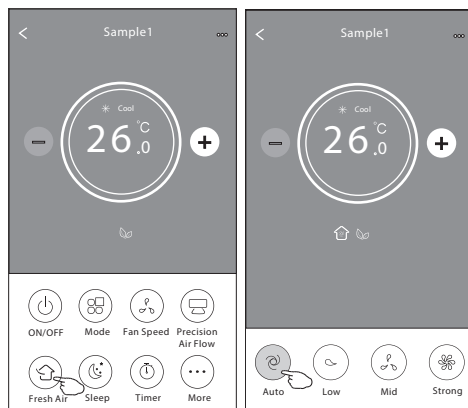 Sample1
Cool
26.0 °C
ON/OFF Mode Fan Speed Precision Air Flow
Fresh Air Sleep Timer More
Sample1
Cool
26.0 °C
Auto Low Mid Strong